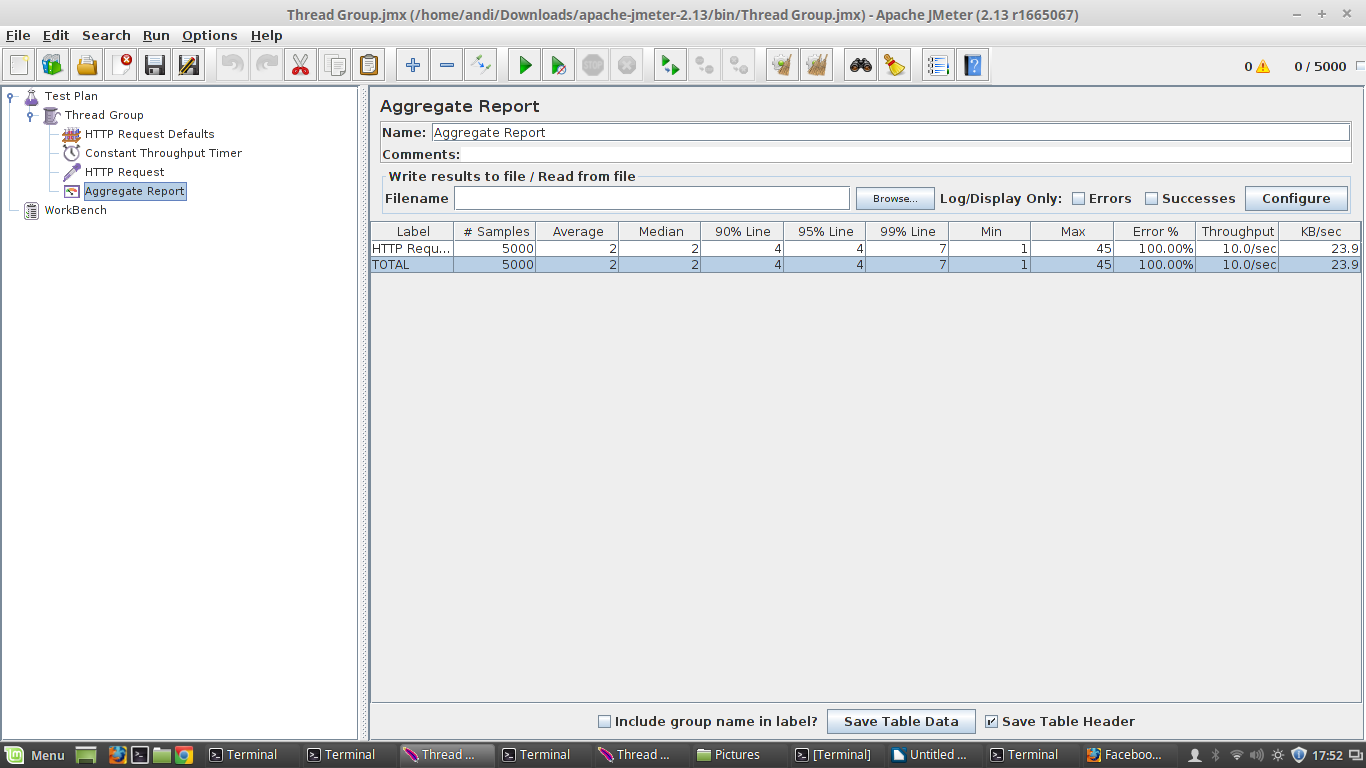 Thread Group.jmx (/home/andi/Downloads/apache-jmeter-2.13/bin/Thread Group.jmx) - Apache JMeter (2.13 r1665067)
File Edit Search Run Options Help
0 0 / 5000
Test Plan
Thread Group
HTTP Request Defaults
Constant Throughput Timer
HTTP Request
Aggregate Report
WorkBench
Aggregate Report
Name: Aggregate Report
Comments:
Write results to file / Read from file
Filename Browse... Log/Display Only: Errors Successes Configure
Label # Samples Average Median 90% Line 95% Line 99% Line Min Max Error % Throughput KB/sec
HTTP Requ... 5000 2 2 4 4 7 1 45 100.00% 10.0/sec 23.9
TOTAL 5000 2 2 4 4 7 1 45 100.00% 10.0/sec 23.9
Include group name in label? Save Table Data Save Table Header
Menu Terminal Terminal Thread ... Terminal Thread ... Pictures [Terminal] Untitled ... Terminal Faceboo... 17:52